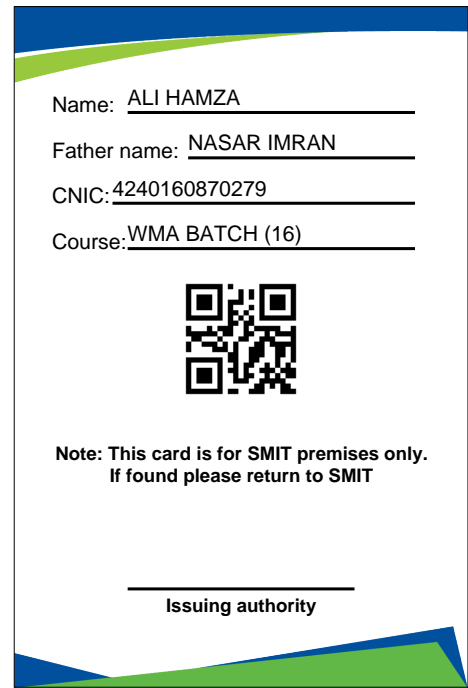 Name: ALI HAMZA
Father name: NASAR IMRAN
CNIC: 4240160870279
Course: WMA BATCH (16)
Note: This card is for SMIT premises only.
If found please return to SMIT
Issuing authority